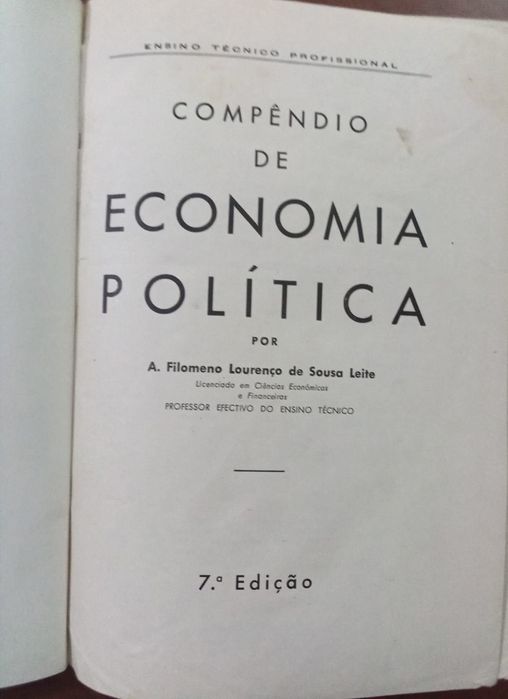 ENSINO TÉCNICO PROFISSIONAL
COMPÊNDIO
DE
ECONOMIA
POLÍTICA
POR
A. Filomeno Lourenço de Sousa Leite
Licenciado em Ciências Económicas
e Financeiras
PROFESSOR EFECTIVO DO ENSINO TÉCNICO
7.ª Edição